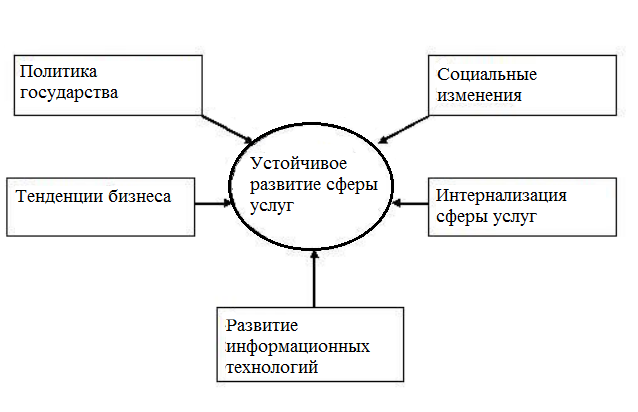 Политика
государства
Социальные
изменения
Устойчивое
развитие сферы
услуг
Тенденции бизнеса
Интернализация
сферы услуг
Развитие
информационных
технологий